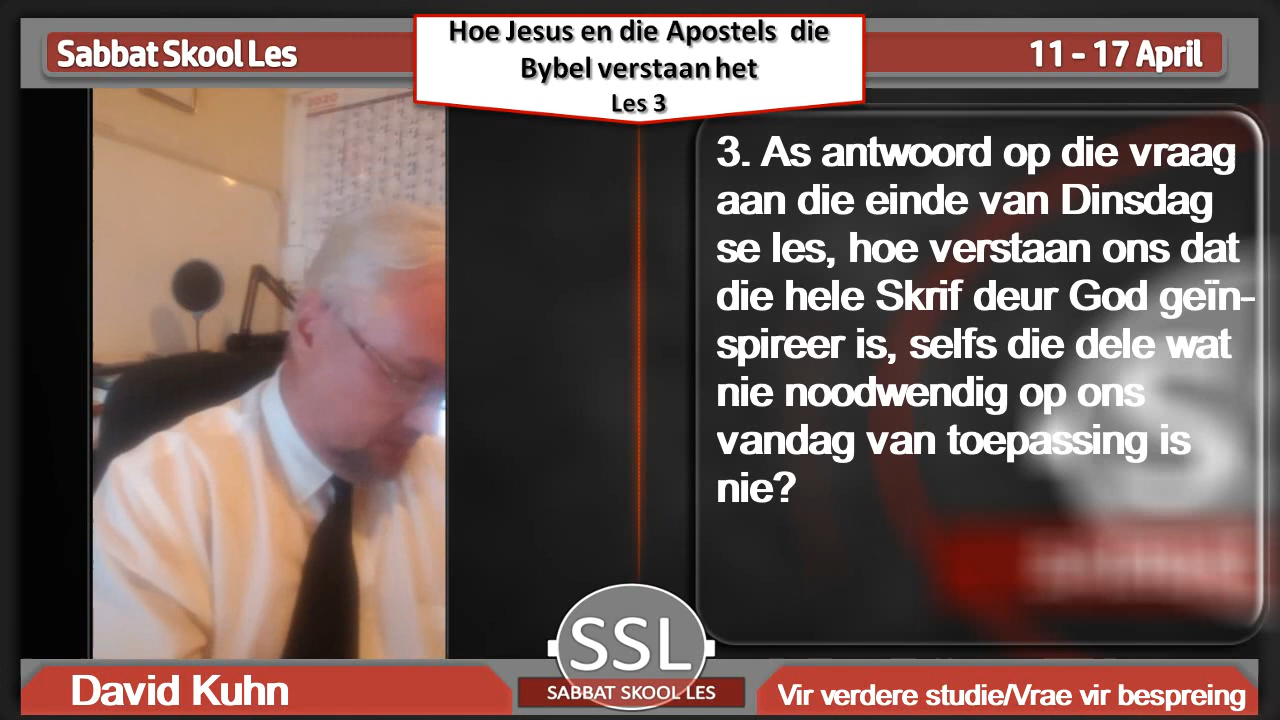 Hoe Jesus en die Apostels die
Bybel verstaan het
Les 3
Sabbat Skool Les
11 - 17 April
2020
3. As antwoord op die vraag
aan die einde van Dinsdag
se les, hoe verstaan ons dat
die hele Skrif deur God geïn-
spireer is, selfs die dele wat
nie noodwendig op ons
vandag van toepassing is
nie?
SSL
SABBAT SKOOL LES
David Kuhn
Vir verdere studie/Vrae vir bespreing